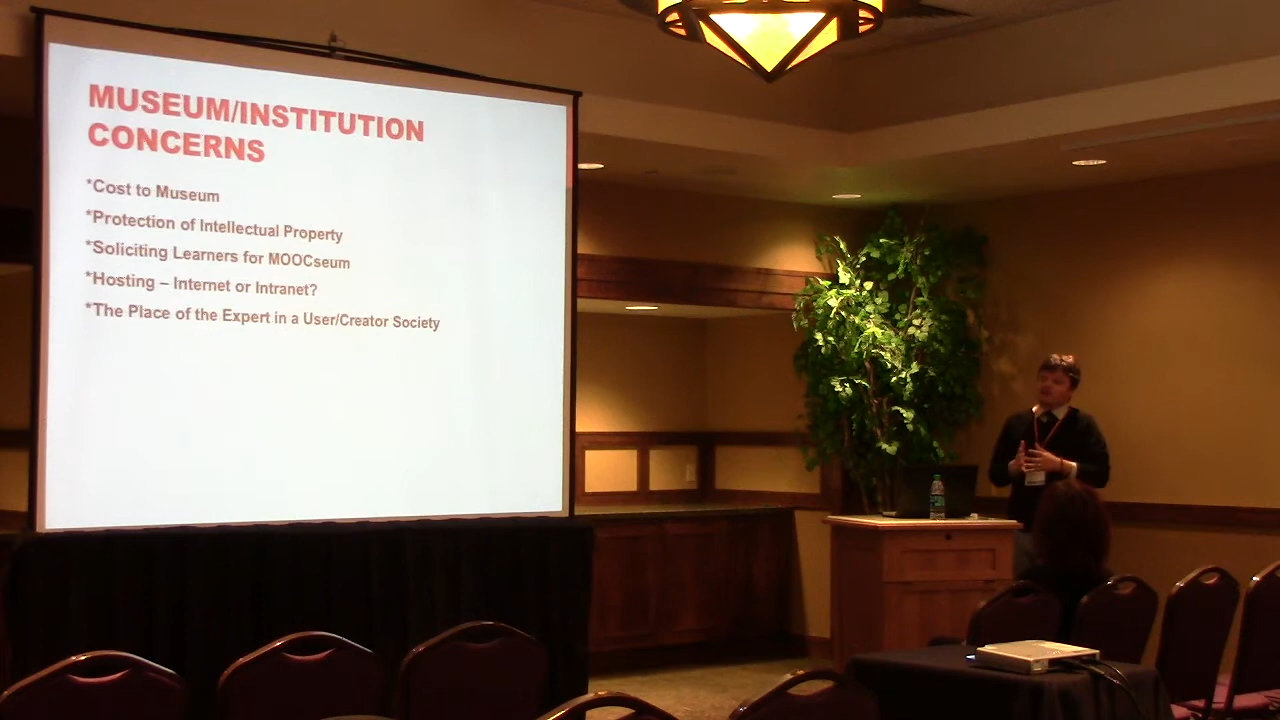 MUSEUM/INSTITUTION
CONCERNS
*Cost to Museum
*Protection of Intellectual Property
*Soliciting Learners for MOOCseum
*Hosting – Internet or Intranet?
*The Place of the Expert in a User/Creator Society